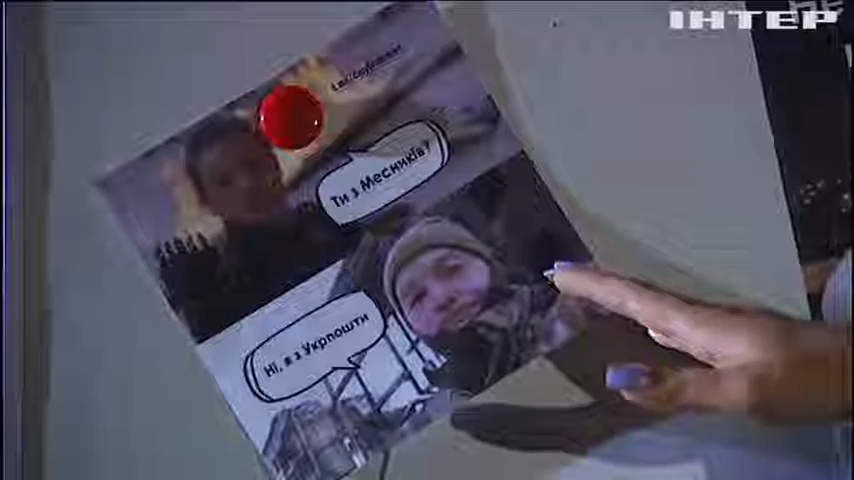 ІНТЕР
Ти з Месників?
Ні, я з Укрпошти